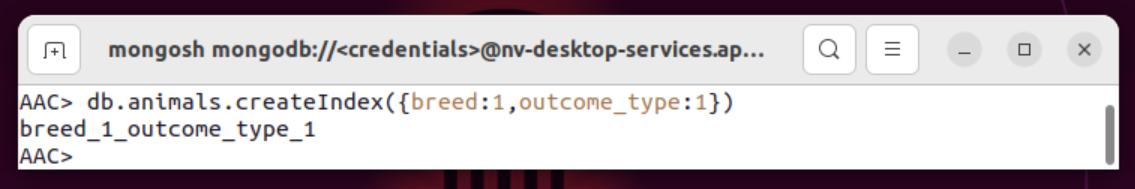 mongosh mongodb://<credentials>@nv-desktop-services.ap...
AAC> db.animals.createIndex({breed:1,outcome_type:1})
breed_1_outcome_type_1
AAC>